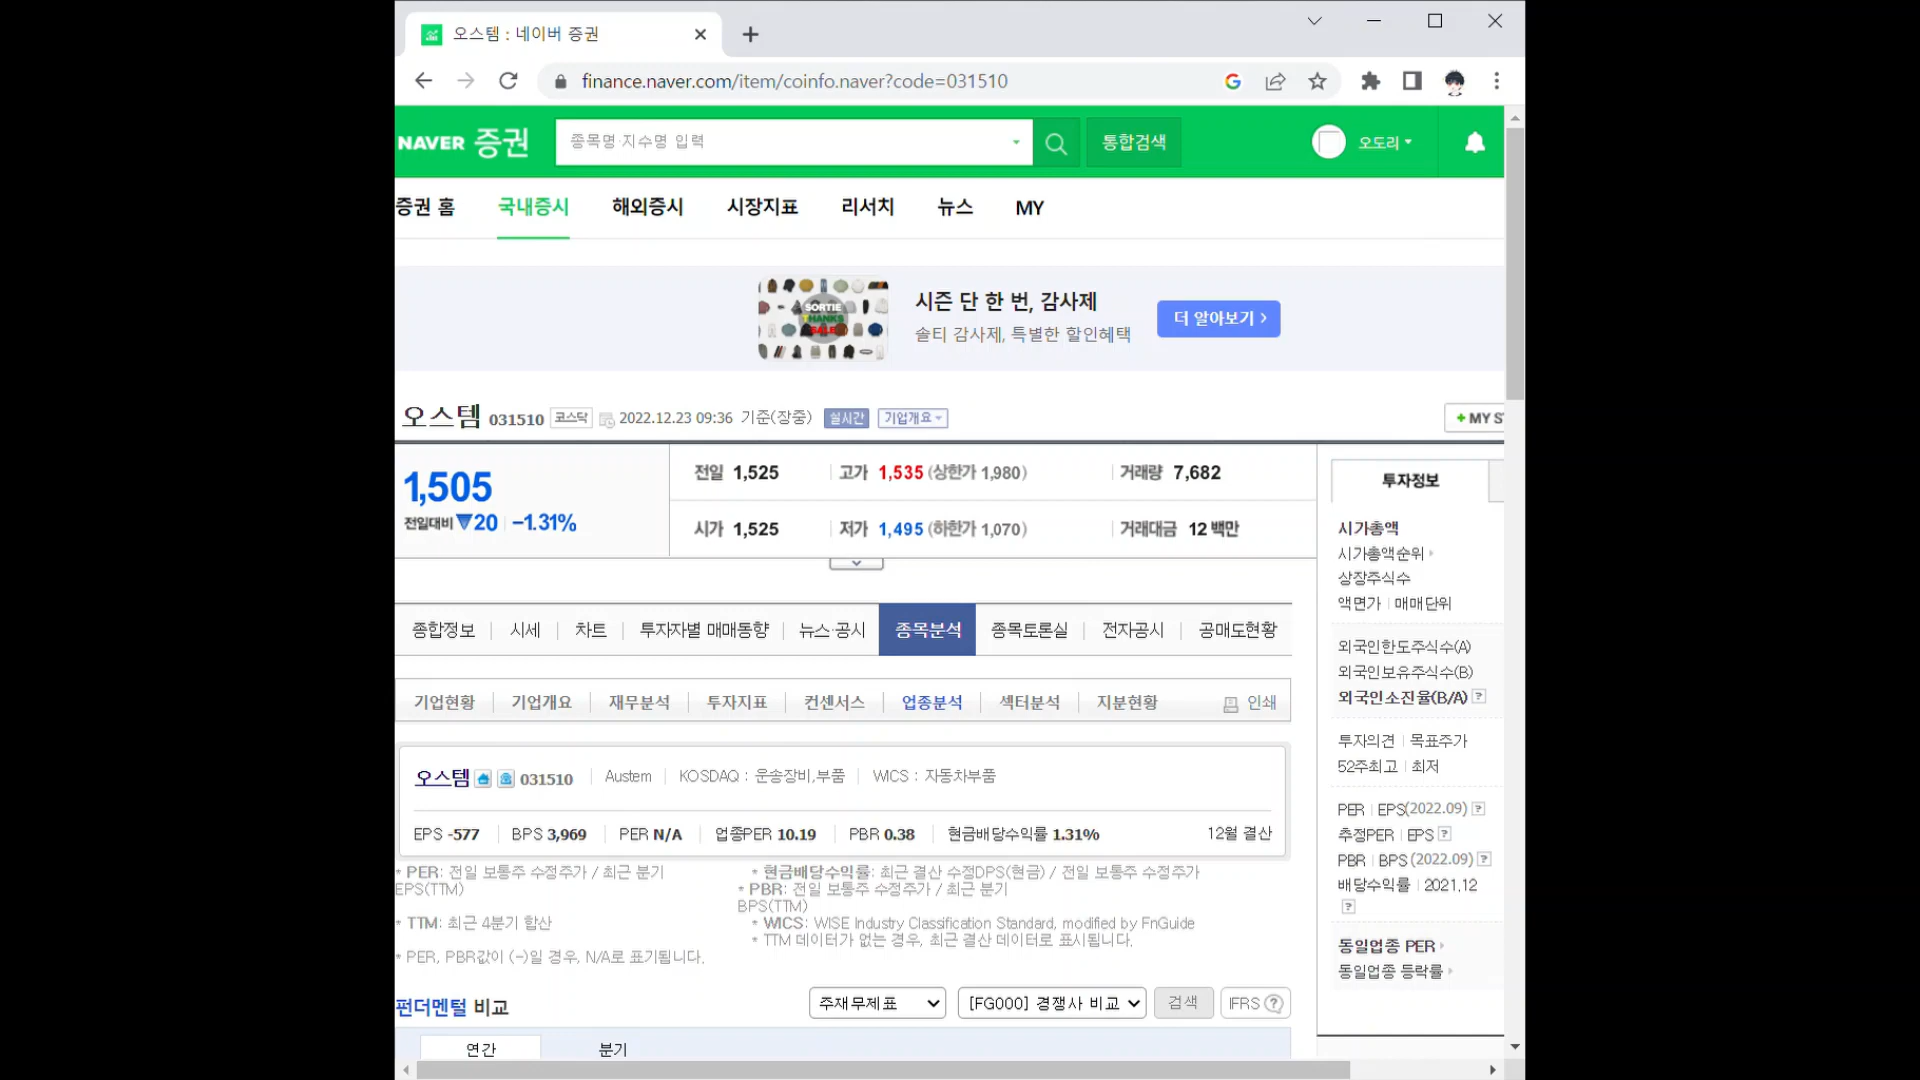 오스템 : 네이버 증권
finance.naver.com/item/coinfo.naver?code=031510
NAVER 증권
종목명·지수명 입력
통합검색
오도리
증권 홈 국내증시 해외증시 시장지표 리서치 뉴스 MY
SORTIE
THANKS
SALE
시즌 단 한 번, 감사제
솔티 감사제, 특별한 할인혜택
더 알아보기 >
오스템 031510 코스닥 2022.12.23 09:36 기준(장중) 실시간 기업개요
+ MY S
1,505
전일대비 ▼20 -1.31%
전일 1,525 고가 1,535 (상한가 1,980) 거래량 7,682
시가 1,525 저가 1,495 (하한가 1,070) 거래대금 12 백만
투자정보
시가총액
시가총액순위
상장주식수
액면가 | 매매단위
외국인한도주식수(A)
외국인보유주식수(B)
외국인소진율(B/A) ?
투자의견 | 목표주가
52주최고 | 최저
PER | EPS(2022.09) ?
추정PER | EPS ?
PBR | BPS (2022.09) ?
배당수익률 | 2021.12
?
동일업종 PER
동일업종 등락률
종합정보 | 시세 | 차트 | 투자자별 매매동향 | 뉴스·공시 종목분석 종목토론실 | 전자공시 | 공매도현황
기업현황 | 기업개요 | 재무분석 | 투자지표 | 컨센서스 | 업종분석 | 섹터분석 | 지분현황 인쇄
오스템 031510 | Austem | KOSDAQ : 운송장비,부품 | WICS : 자동차부품
EPS -577 | BPS 3,969 | PER N/A | 업종PER 10.19 | PBR 0.38 | 현금배당수익률 1.31% 12월 결산
* PER: 전일 보통주 수정주가 / 최근 분기
EPS(TTM)
* TTM: 최근 4분기 합산
* PER, PBR값이 (-)일 경우, N/A로 표기됩니다.
* 현금배당수익률: 최근 결산 수정DPS(현금) / 전일 보통주 수정주가
* PBR: 전일 보통주 수정주가 / 최근 분기
BPS(TTM)
* WICS: WISE Industry Classification Standard, modified by FnGuide
* TTM 데이터가 없는 경우, 최근 결산 데이터로 표시됩니다.
펀더멘털 비교
주재무제표 [FG000] 경쟁사 비교 검색 IFRS ?
연간 분기